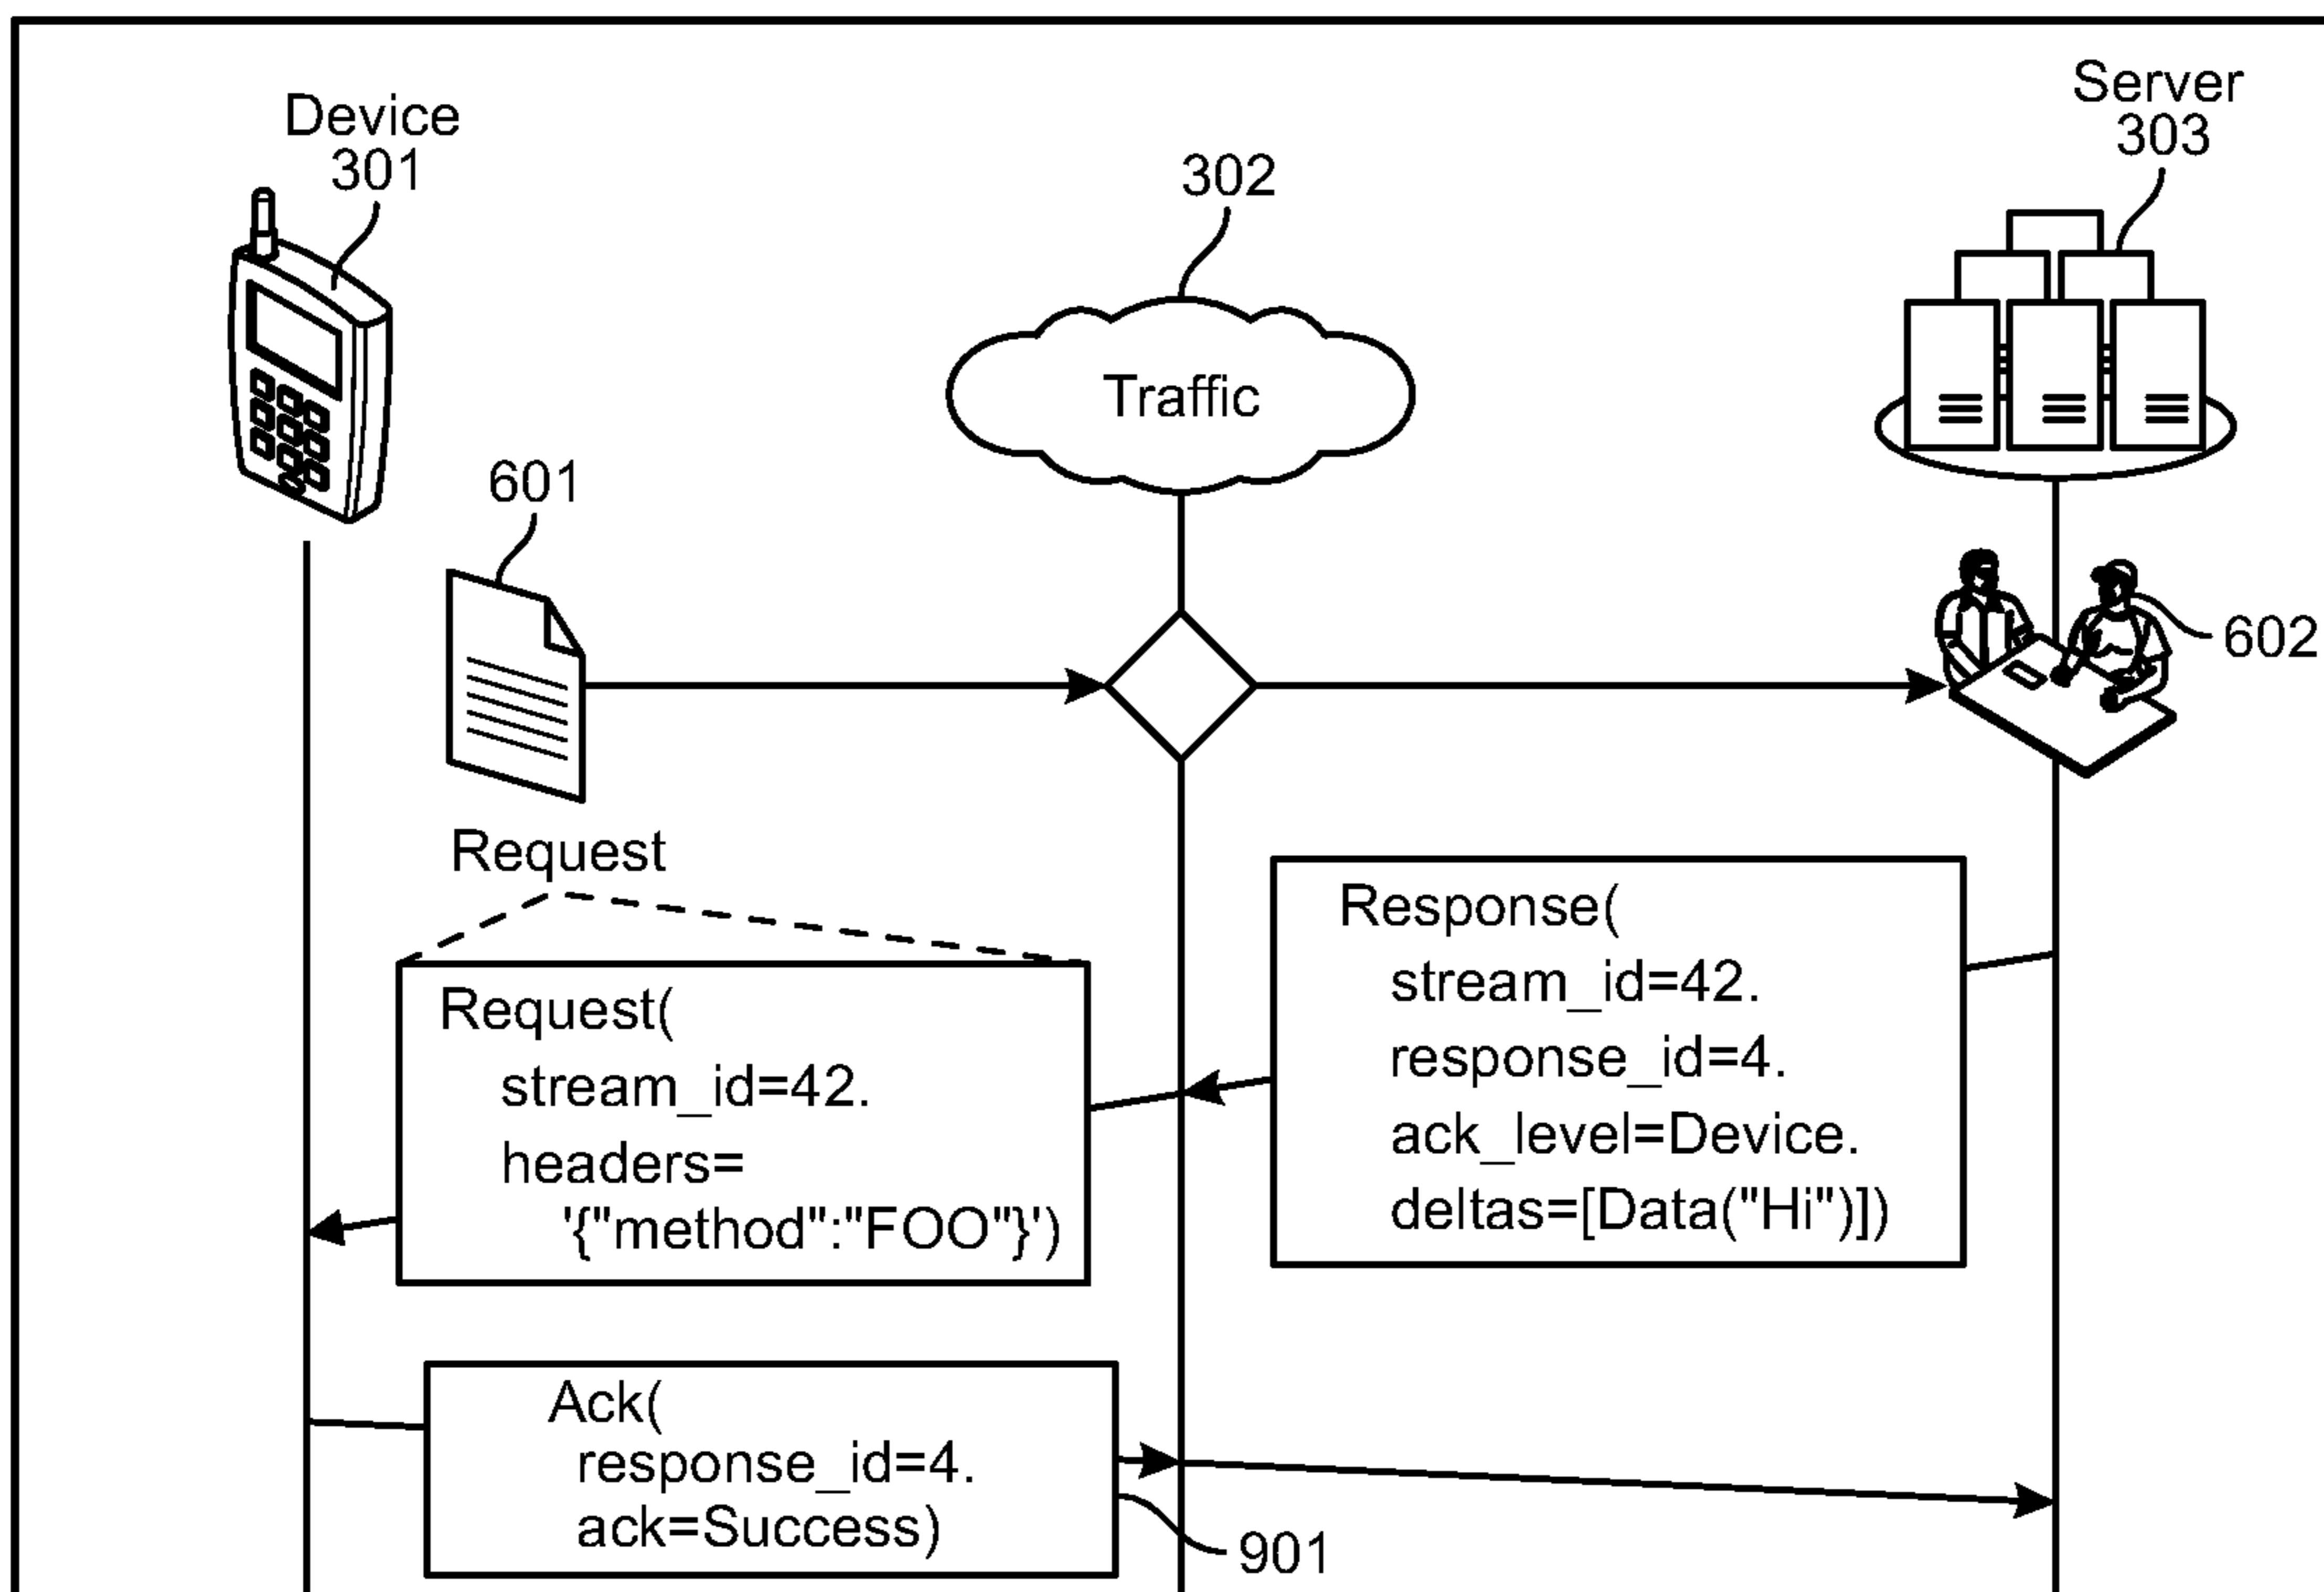 Device
301
302
Server
303
Traffic
601
602
Request
Request(
stream_id=42.
headers=
'{"method":"FOO"}')
Response(
stream_id=42.
response_id=4.
ack_level=Device.
deltas=[Data("Hi")])
Ack(
response_id=4.
ack=Success)
901